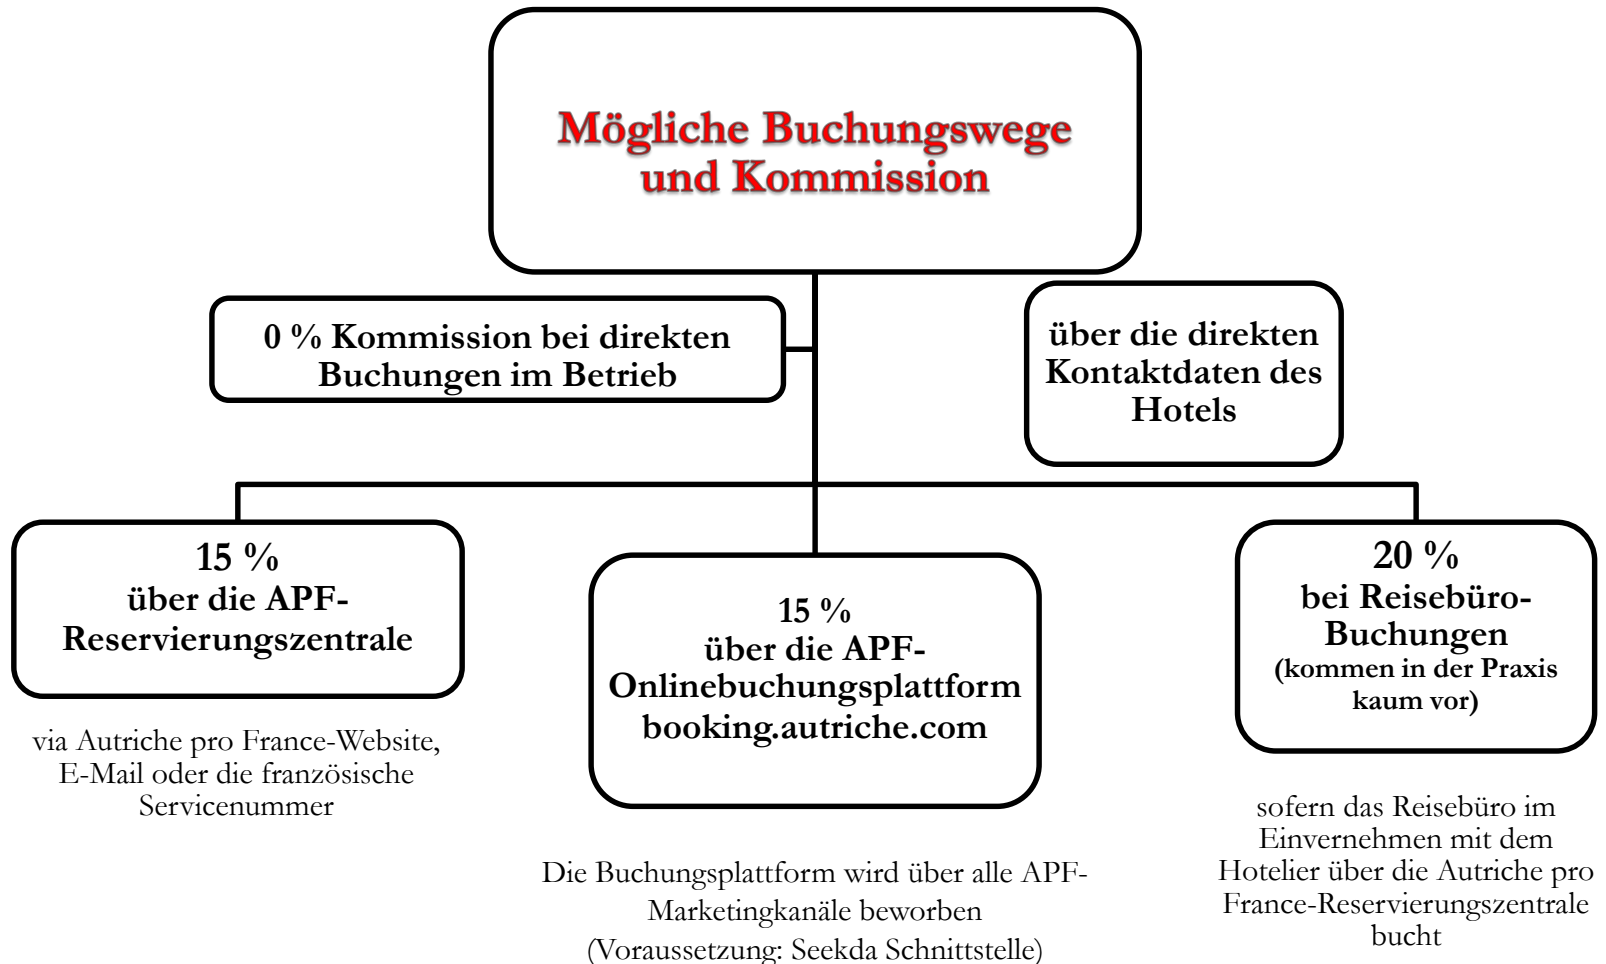 Mögliche Buchungswege
und Kommission
0 % Kommission bei direkten
Buchungen im Betrieb
über die direkten
Kontaktdaten des
Hotels
15 %
über die APF-
Reservierungszentrale
via Autriche pro France-Website,
E-Mail oder die französische
Servicenummer
15 %
über die APF-
Onlinebuchungsplattform
booking.autriche.com
Die Buchungsplattform wird über alle APF-
Marketingkanäle beworben
(Voraussetzung: Seekda Schnittstelle)
20 %
bei Reisebüro-
Buchungen
(kommen in der Praxis
kaum vor)
sofern das Reisebüro im
Einvernehmen mit dem
Hotelier über die Autriche pro
France-Reservierungszentrale
bucht